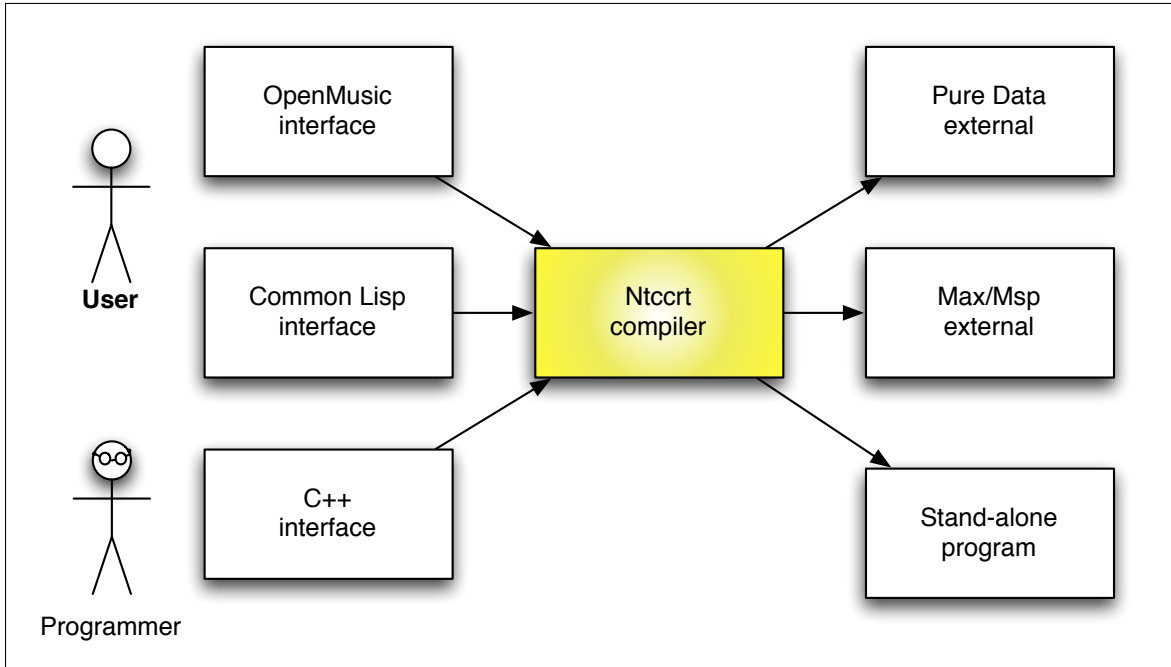 OpenMusic
interface
Pure Data
external
User
Common Lisp
interface
Ntccrt
compiler
Max/Msp
external
C++
interface
Stand-alone
program
Programmer